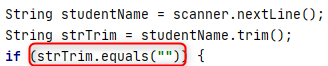 String studentName = scanner.nextLine();
String strTrim = studentName.trim();
if (strTrim.equals("")) {